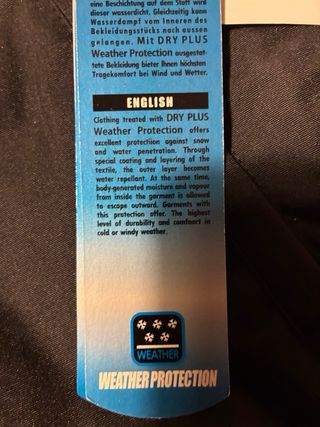 eine Beschichtung auf dem Stoff wird
dieser wasserdicht. Gleichzeitig kann
Wasserdampf vom Inneren des
Bekleidungsstücks nach aussen
gelangen. Mit DRY PLUS
Weather Protection ausgestat-
tete Bekleidung bieter Ihnen höchsten
Tragekomfort bei Wind und Wetter.
ENGLISH
Clothing treated with DRY PLUS
Weather Protection offers
excellent protectiion against snow
and water penetration. Through
special coating and layering of the
textile, the outer layer becomes
water repellant. At the same time,
body-generated moisture and vapour
from inside the garment is allowed
to escape outward. Garments with
this protection offer. The highest
level of durability and comfoart in
cold or windy weather.
WEATHER
WEATHER PROTECTION